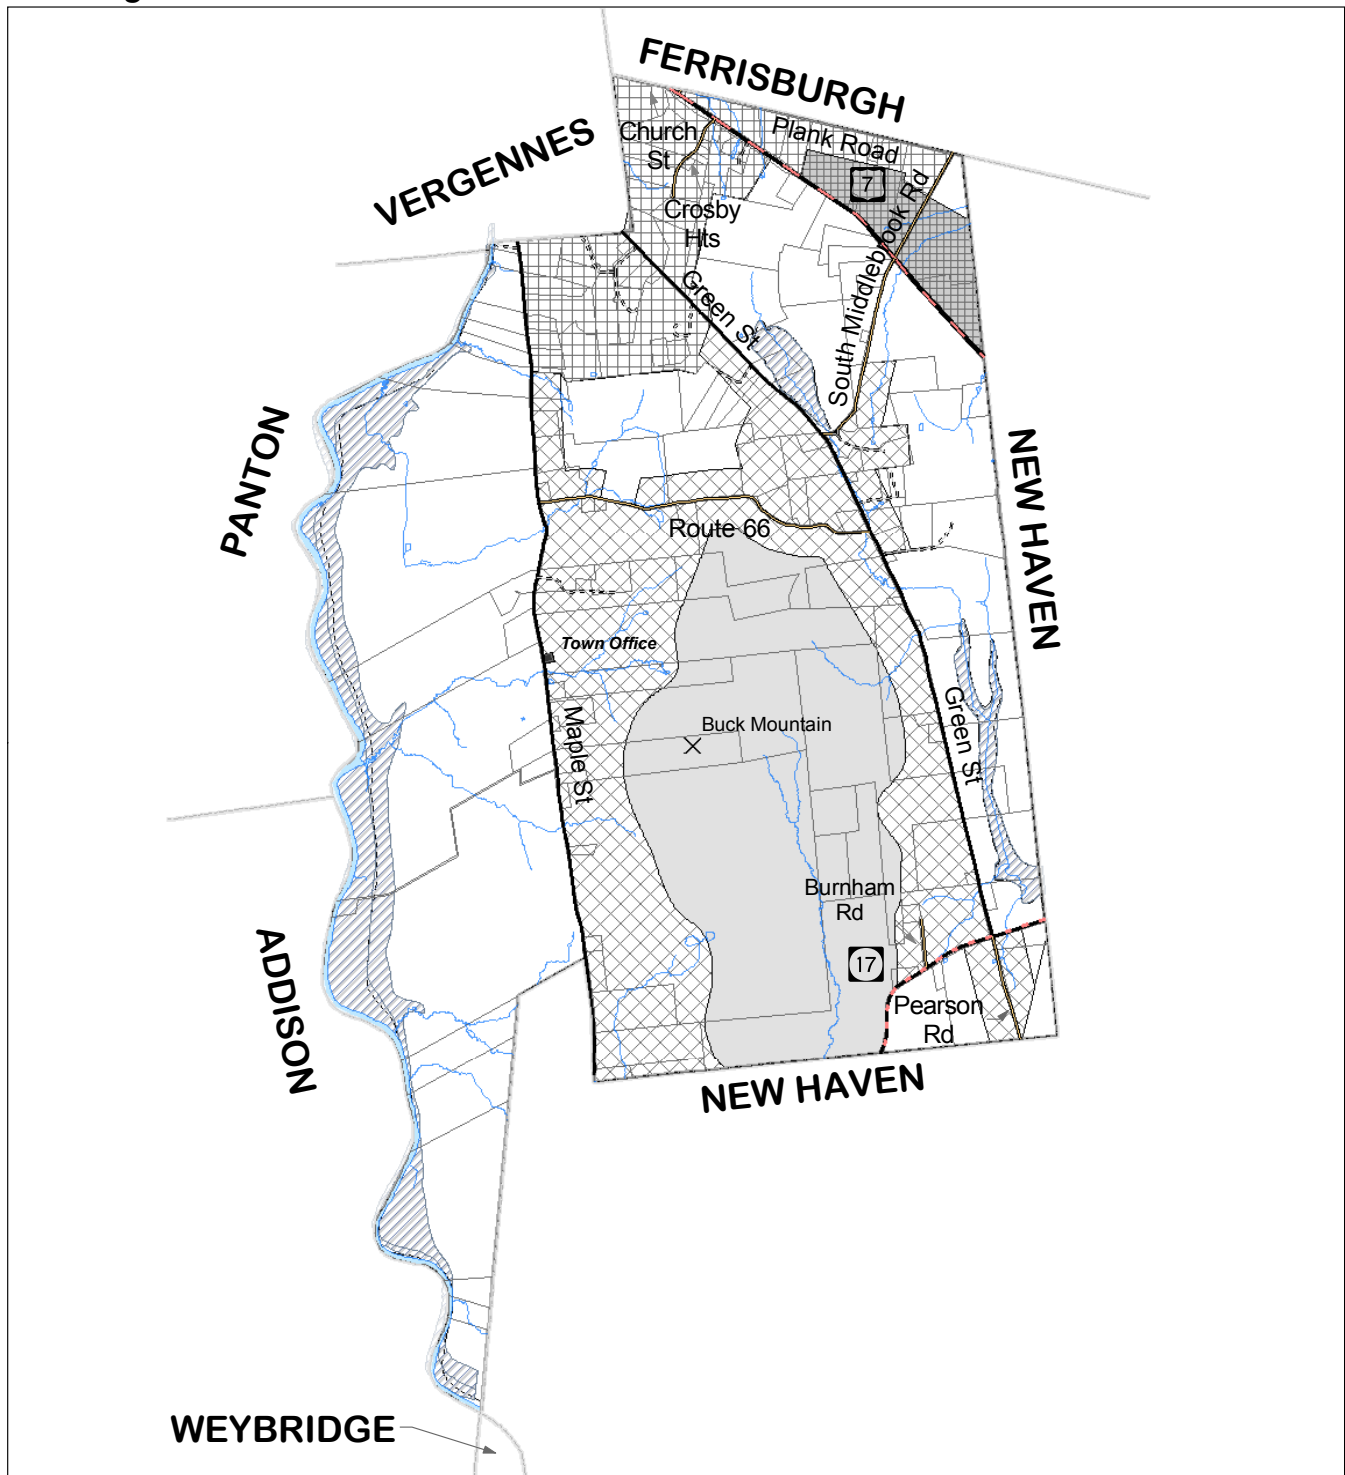 FERRISBURGH
VERGENNES
Church
St
Plank Road
7
Crosby
Hts
Green St
South Middlebrook Rd
PANTON
NEW HAVEN
Route 66
Town Office
Maple St
Buck Mountain
Green St
Burnham
Rd
17
ADDISON
Pearson
Rd
NEW HAVEN
WEYBRIDGE